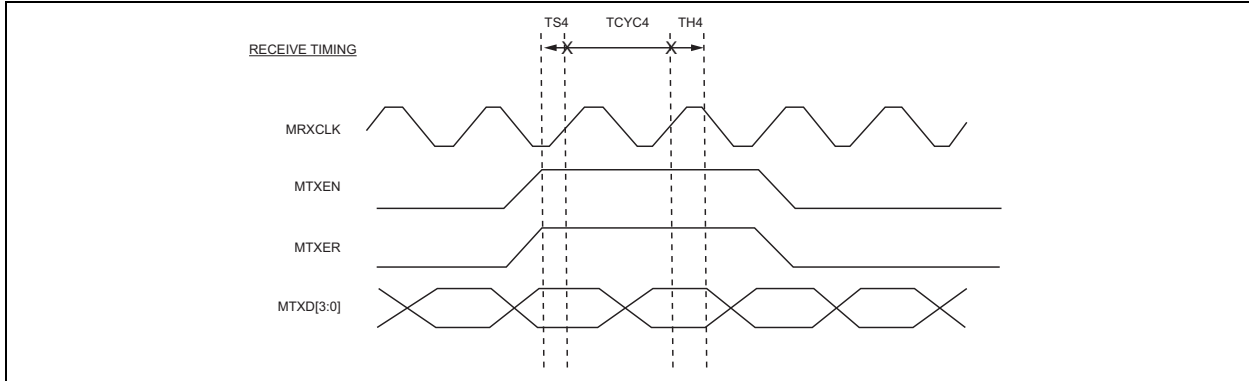 TS4 TCYC4 TH4
RECEIVE TIMING
MRXCLK
MTXEN
MTXER
MTXD[3:0]